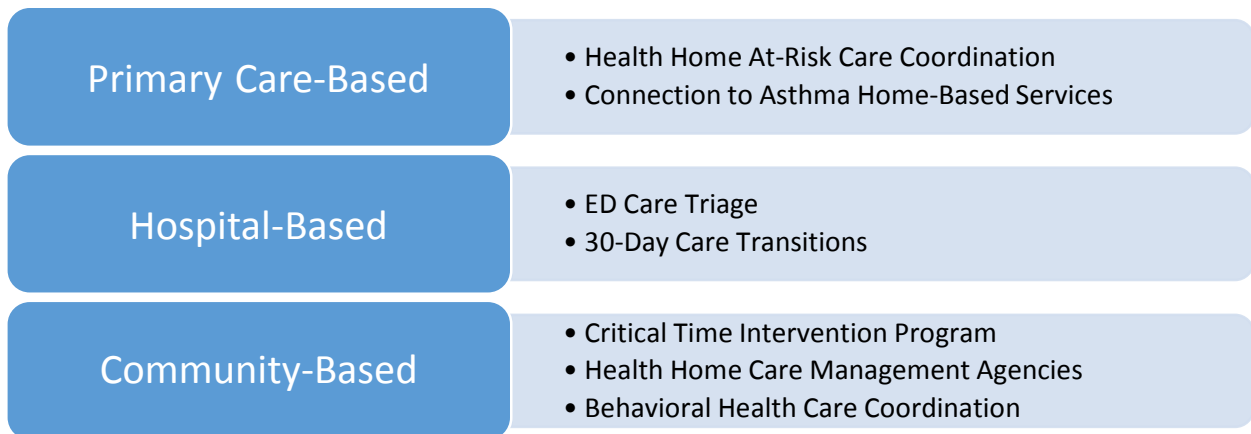 Primary Care-Based
• Health Home At-Risk Care Coordination
• Connection to Asthma Home-Based Services
Hospital-Based
• ED Care Triage
• 30-Day Care Transitions
Community-Based
• Critical Time Intervention Program
• Health Home Care Management Agencies
• Behavioral Health Care Coordination